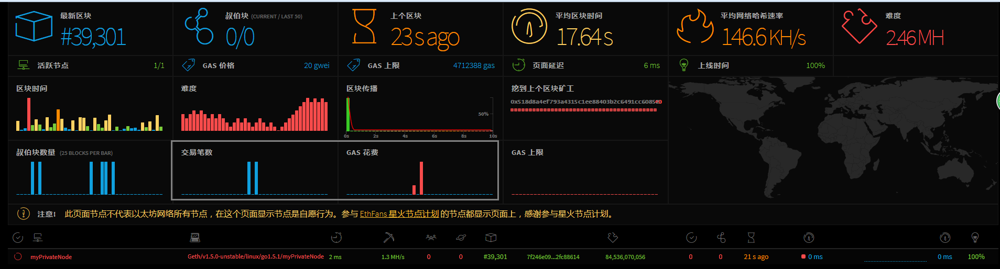 最新区块
#39,301
叔伯块 (CURRENT / LAST 50)
0/0
上个区块
23 s ago
平均区块时间
17.64 s
平均网络哈希速率
146.6 KH/s
难度
2.46 MH
活跃节点 1/1
GAS 价格 20 gwei
GAS 上限 4712388 gas
页面延迟 6 ms
上线时间 100%
区块时间
难度
区块传播
50%
0s 2s 4s 6s 8s 10s
挖到上个区块矿工
0x518d8a4ef793a4315c1ee88403b2c6491cc6085
叔伯块数量 (25 BLOCKS PER BAR)
交易笔数
GAS 花费
GAS 上限
注意! 此页面节点不代表以太坊网络所有节点，在这个页面显示节点是自愿行为。参与 EthFans 星火节点计划 的节点都显示页面上，感谢参与星火节点计划。
myPrivateNode Geth/v1.5.0-unstable/linux/go1.5.1/myPrivateNode 2 ms 1.3 MH/s 0 0 #39,301 7f246e09...2fc88614 84,536,070,056 0 0 21 s ago 0 ms 0 ms 100%